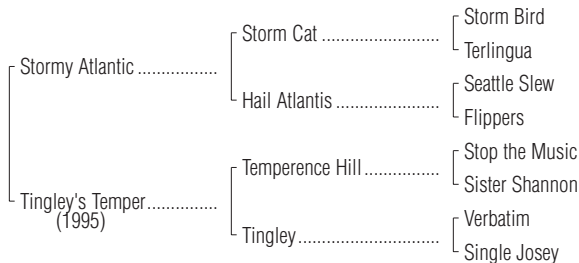 Storm Bird
Storm Cat ..........................
Terlingua
Stormy Atlantic .................
Seattle Slew
Hail Atlantis .......................
Flippers
Stop the Music
Temperence Hill .................
Sister Shannon
Tingley's Temper ...............
(1995)
Verbatim
Tingley ................................
Single Josey